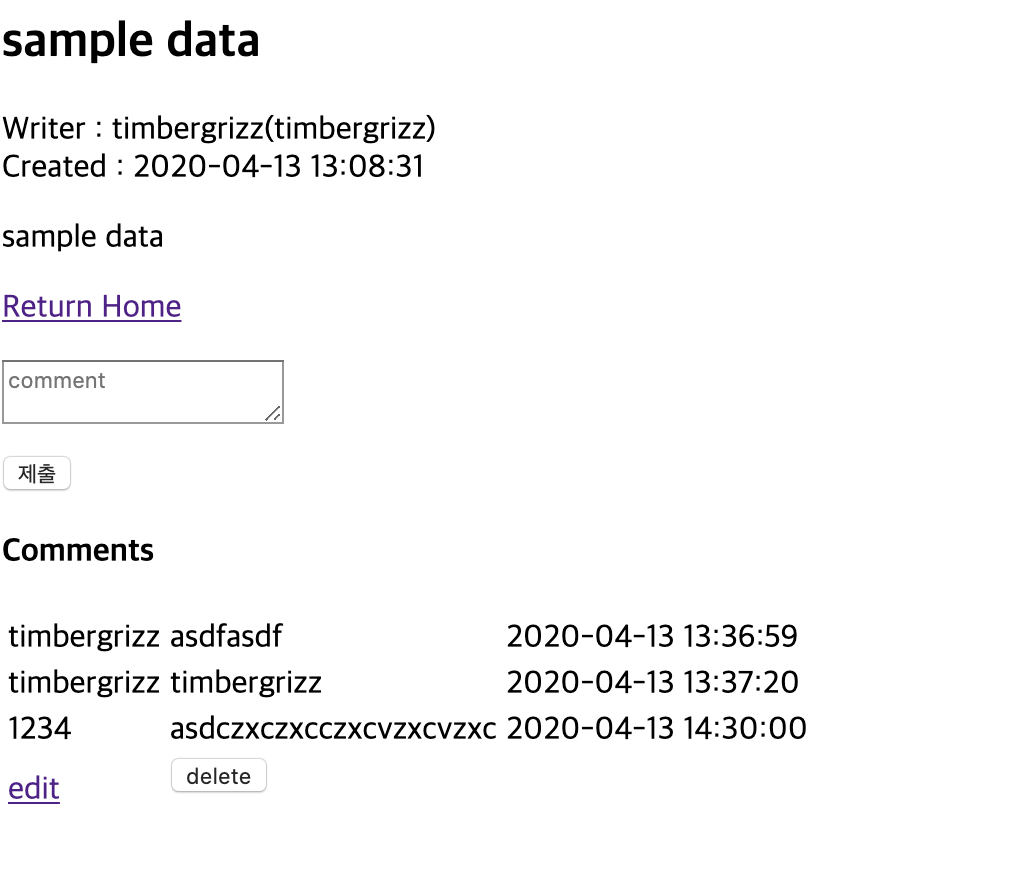 sample data
Writer : timbergrizz(timbergrizz)
Created : 2020-04-13 13:08:31
sample data
Return Home
comment
제출
Comments
timbergrizz asdfasdf 2020-04-13 13:36:59
timbergrizz timbergrizz 2020-04-13 13:37:20
1234 asdczxczxcczxcvzxcvzxc 2020-04-13 14:30:00
edit delete